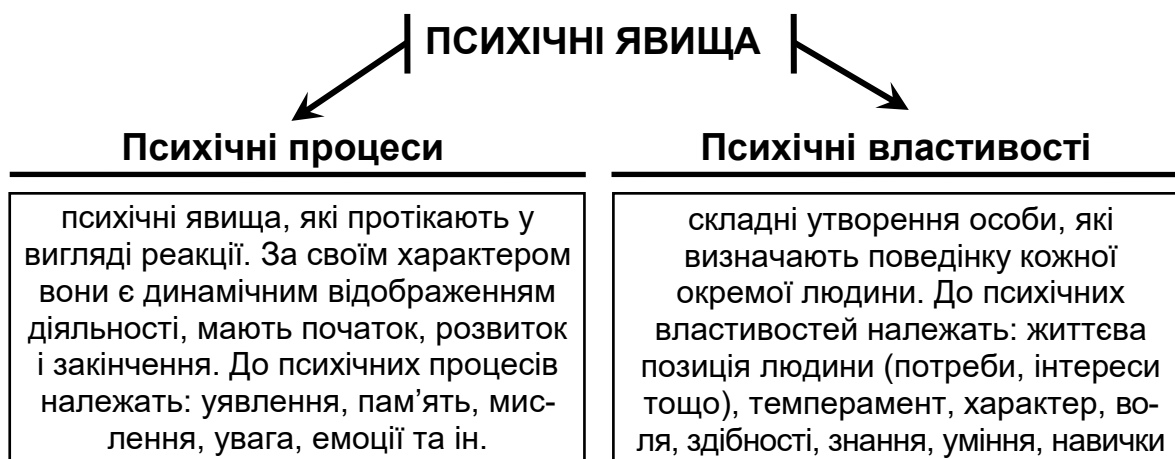 ПСИХІЧНІ ЯВИЩА
Психічні процеси
психічні явища, які протікають у
вигляді реакції. За своїм характером
вони є динамічним відображенням
діяльності, мають початок, розвиток
і закінчення. До психічних процесів
належать: уявлення, пам’ять, мис-
лення, увага, емоції та ін.
Психічні властивості
складні утворення особи, які
визначають поведінку кожної
окремої людини. До психічних
властивостей належать: життєва
позиція людини (потреби, інтереси
тощо), темперамент, характер, во-
ля, здібності, знання, уміння, навички